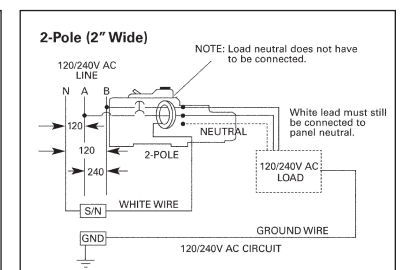 2-Pole (2″ Wide)
NOTE: Load neutral does not have
to be connected.
120/240V AC
LINE
N A B
White lead must still
be connected to
panel neutral.
120
NEUTRAL
120
2-POLE
240
120/240V AC
LOAD
WHITE WIRE
S/N
GROUND WIRE
GND
120/240V AC CIRCUIT